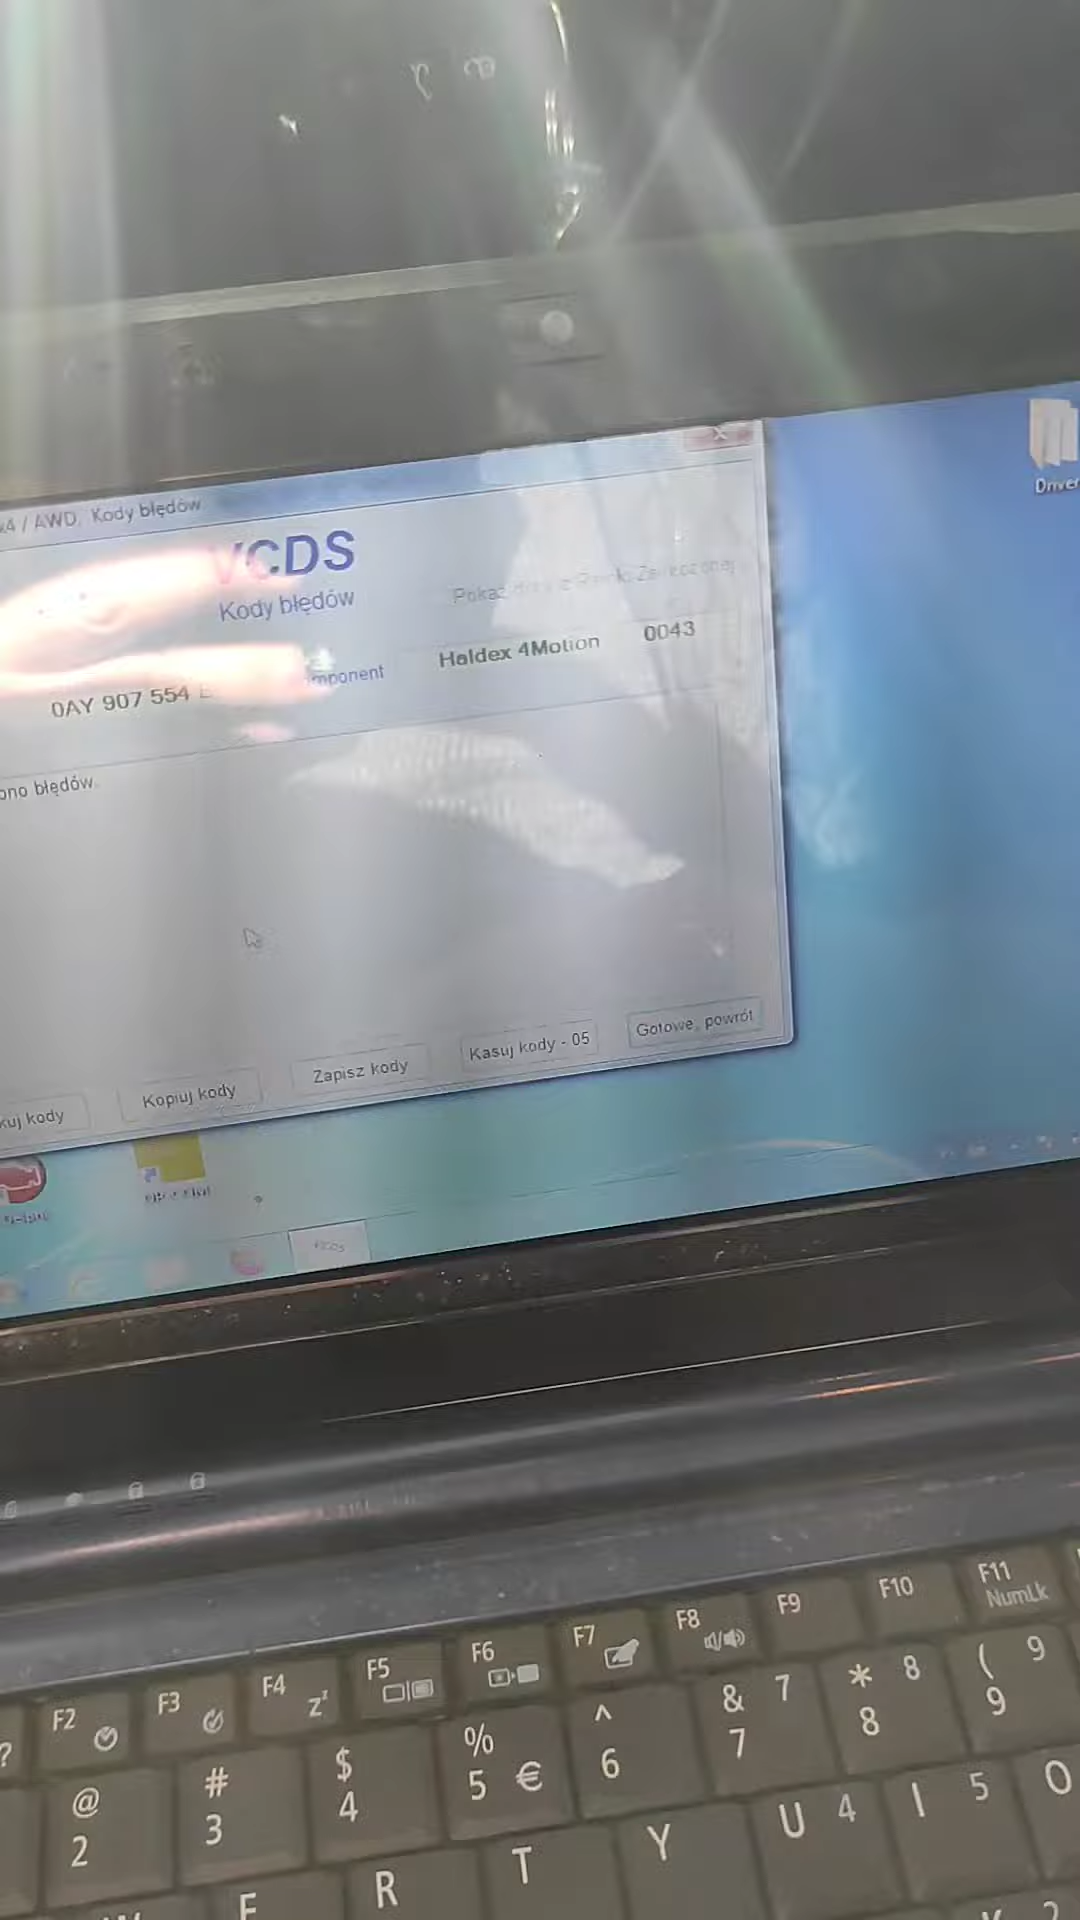 Driver
x4 / AWD, Kody błędów
VCDS
Kody błędów
0AY 907 554
mponent
Haldex 4Motion
0043
ono błędów.
kuj kody
Kopiuj kody
Zapisz kody
Kasuj kody - 05
Gotowe, powrót
VCDS
F2 F3 F4 F5 F6 F7 F8 F9 F10 F11
NumLk
z
? @ # $ % ^ & 7 * 8 ( 9
2 3 4 5 € 6 7 8 9
R T Y U 4 I 5 O